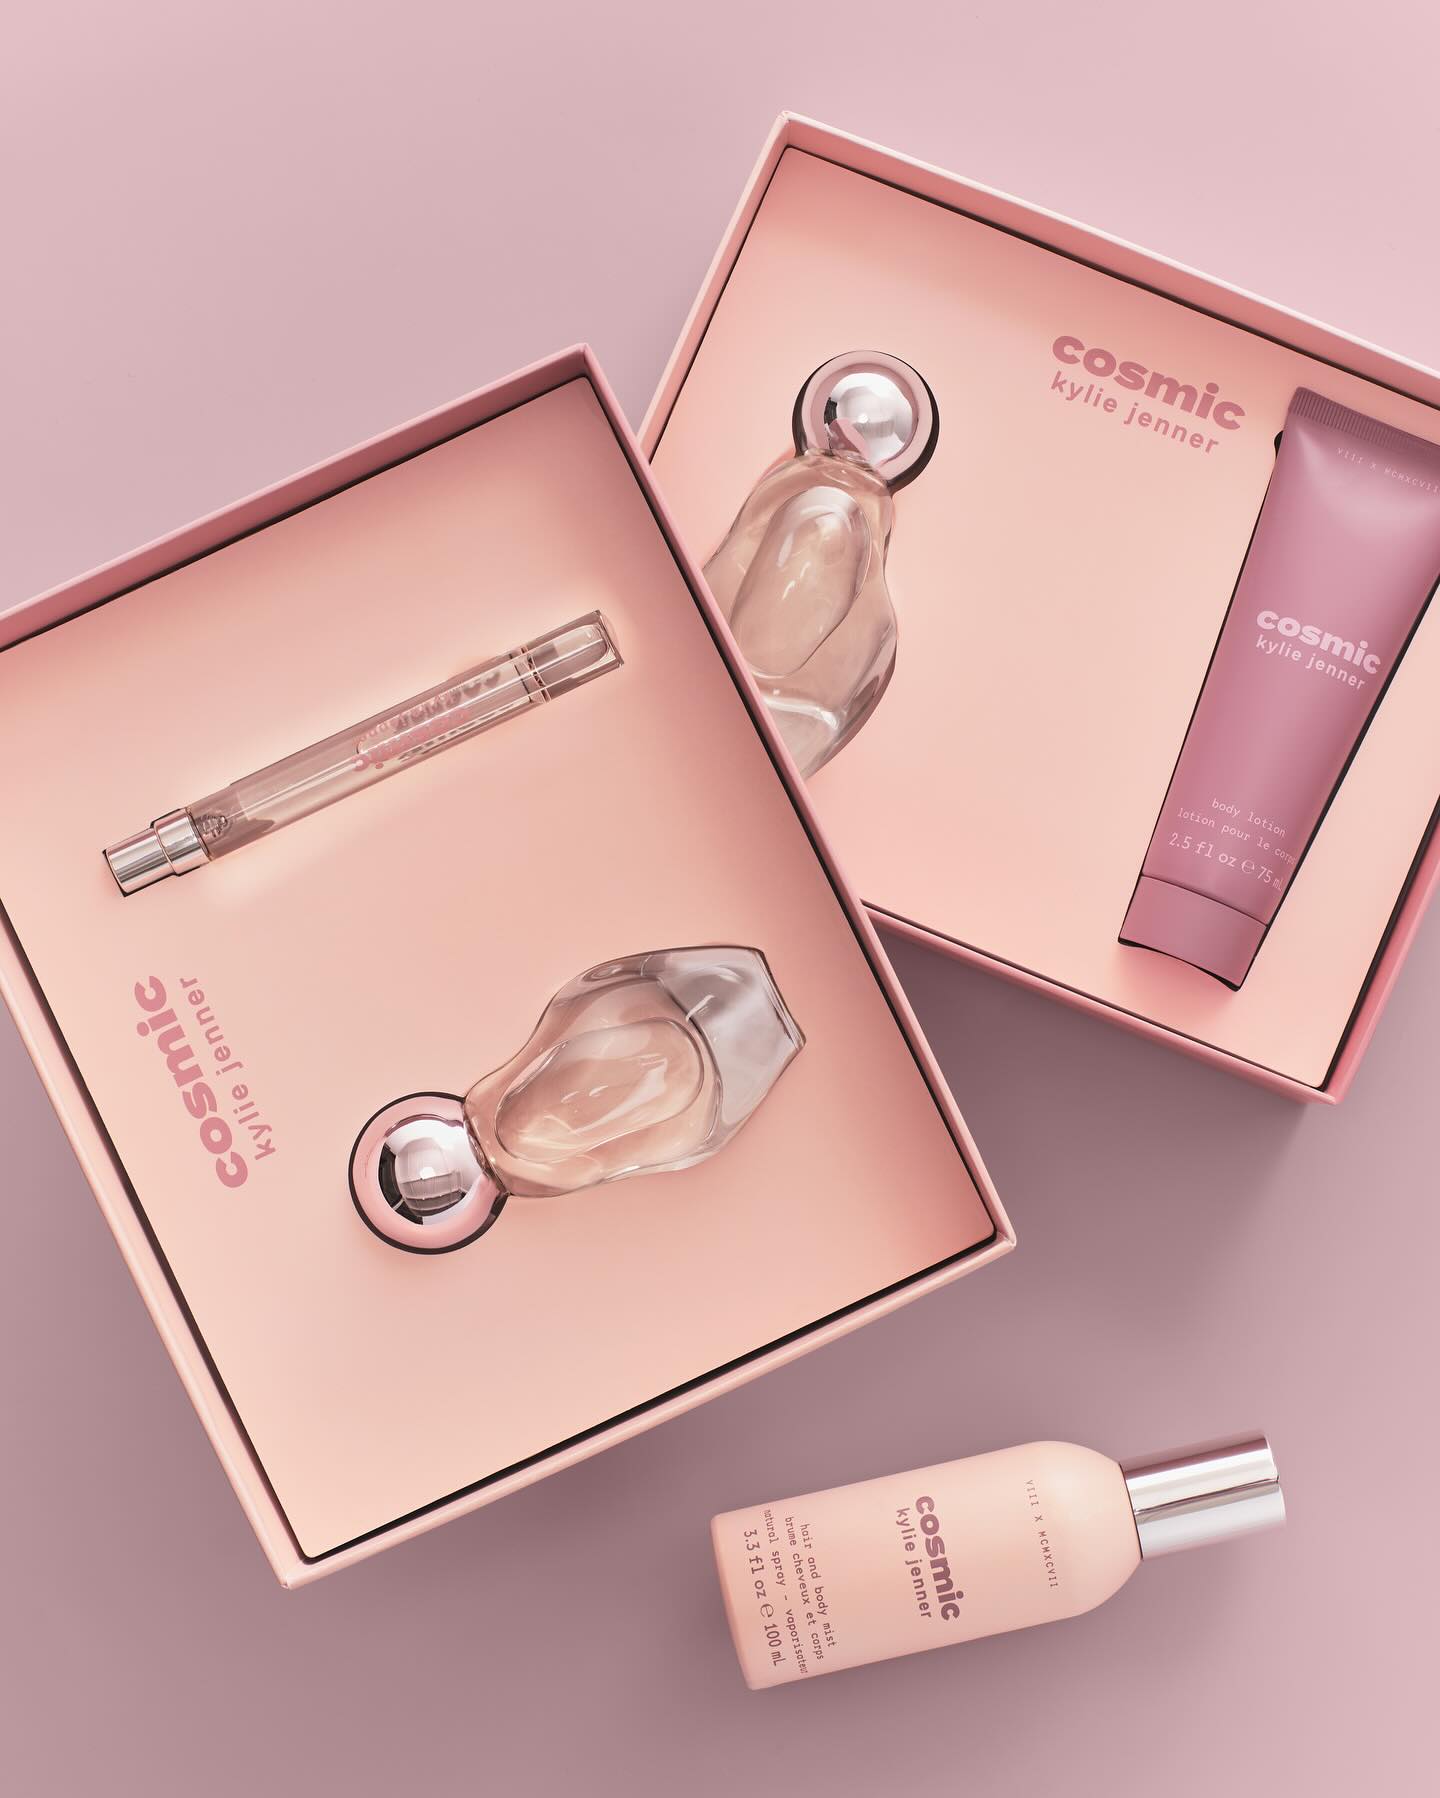 cosmic
kylie jenner
VIII X MCMXCVII
cosmic
kylie jenner
body lotion
lotion pour le corps
2.5 fl oz ℮ 75 mL
cosmic
kylie jenner
VIII X MCMXCVII
cosmic
kylie jenner
hair and body mist
brume cheveux et corps
natural spray - vaporisateur
3.3 fl oz ℮ 100 mL